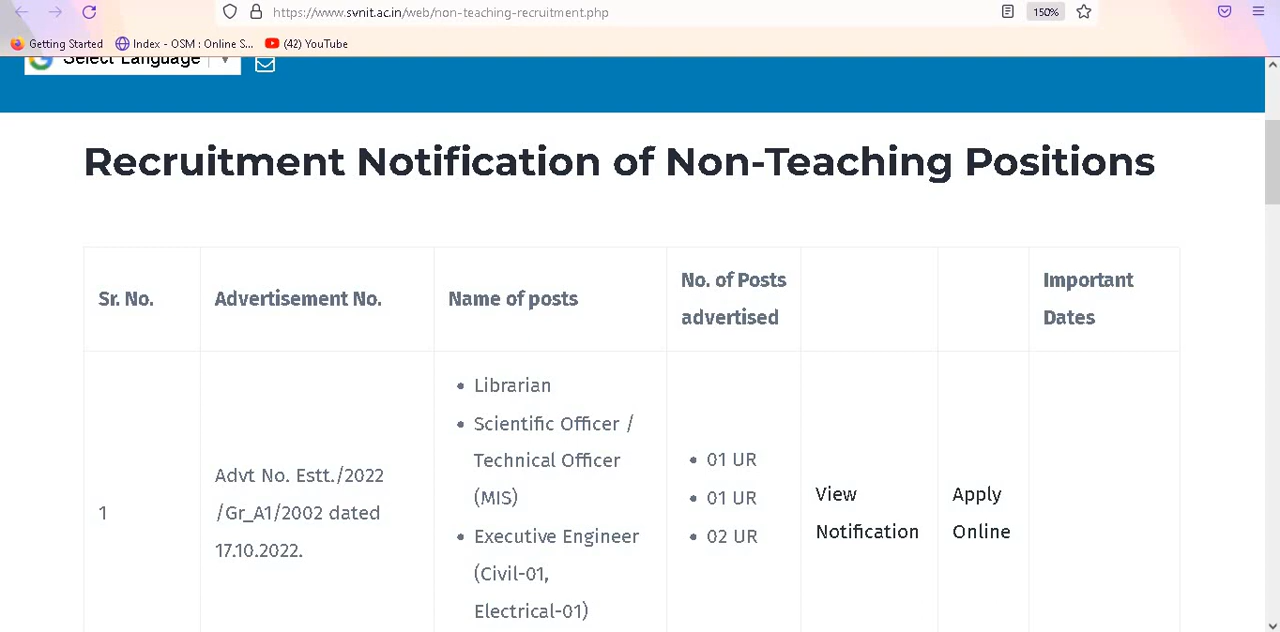 https://www.svnit.ac.in/web/non-teaching-recruitment.php
150%
Getting Started
Index - OSM : Online S...
(42) YouTube
Select Language
Recruitment Notification of Non-Teaching Positions
Sr. No.
Advertisement No.
Name of posts
No. of Posts
advertised
Important
Dates
1
Advt No. Estt./2022
/Gr_A1/2002 dated
17.10.2022.
Librarian
Scientific Officer /
Technical Officer
(MIS)
Executive Engineer
(Civil-01,
Electrical-01)
01 UR
01 UR
02 UR
View
Notification
Apply
Online